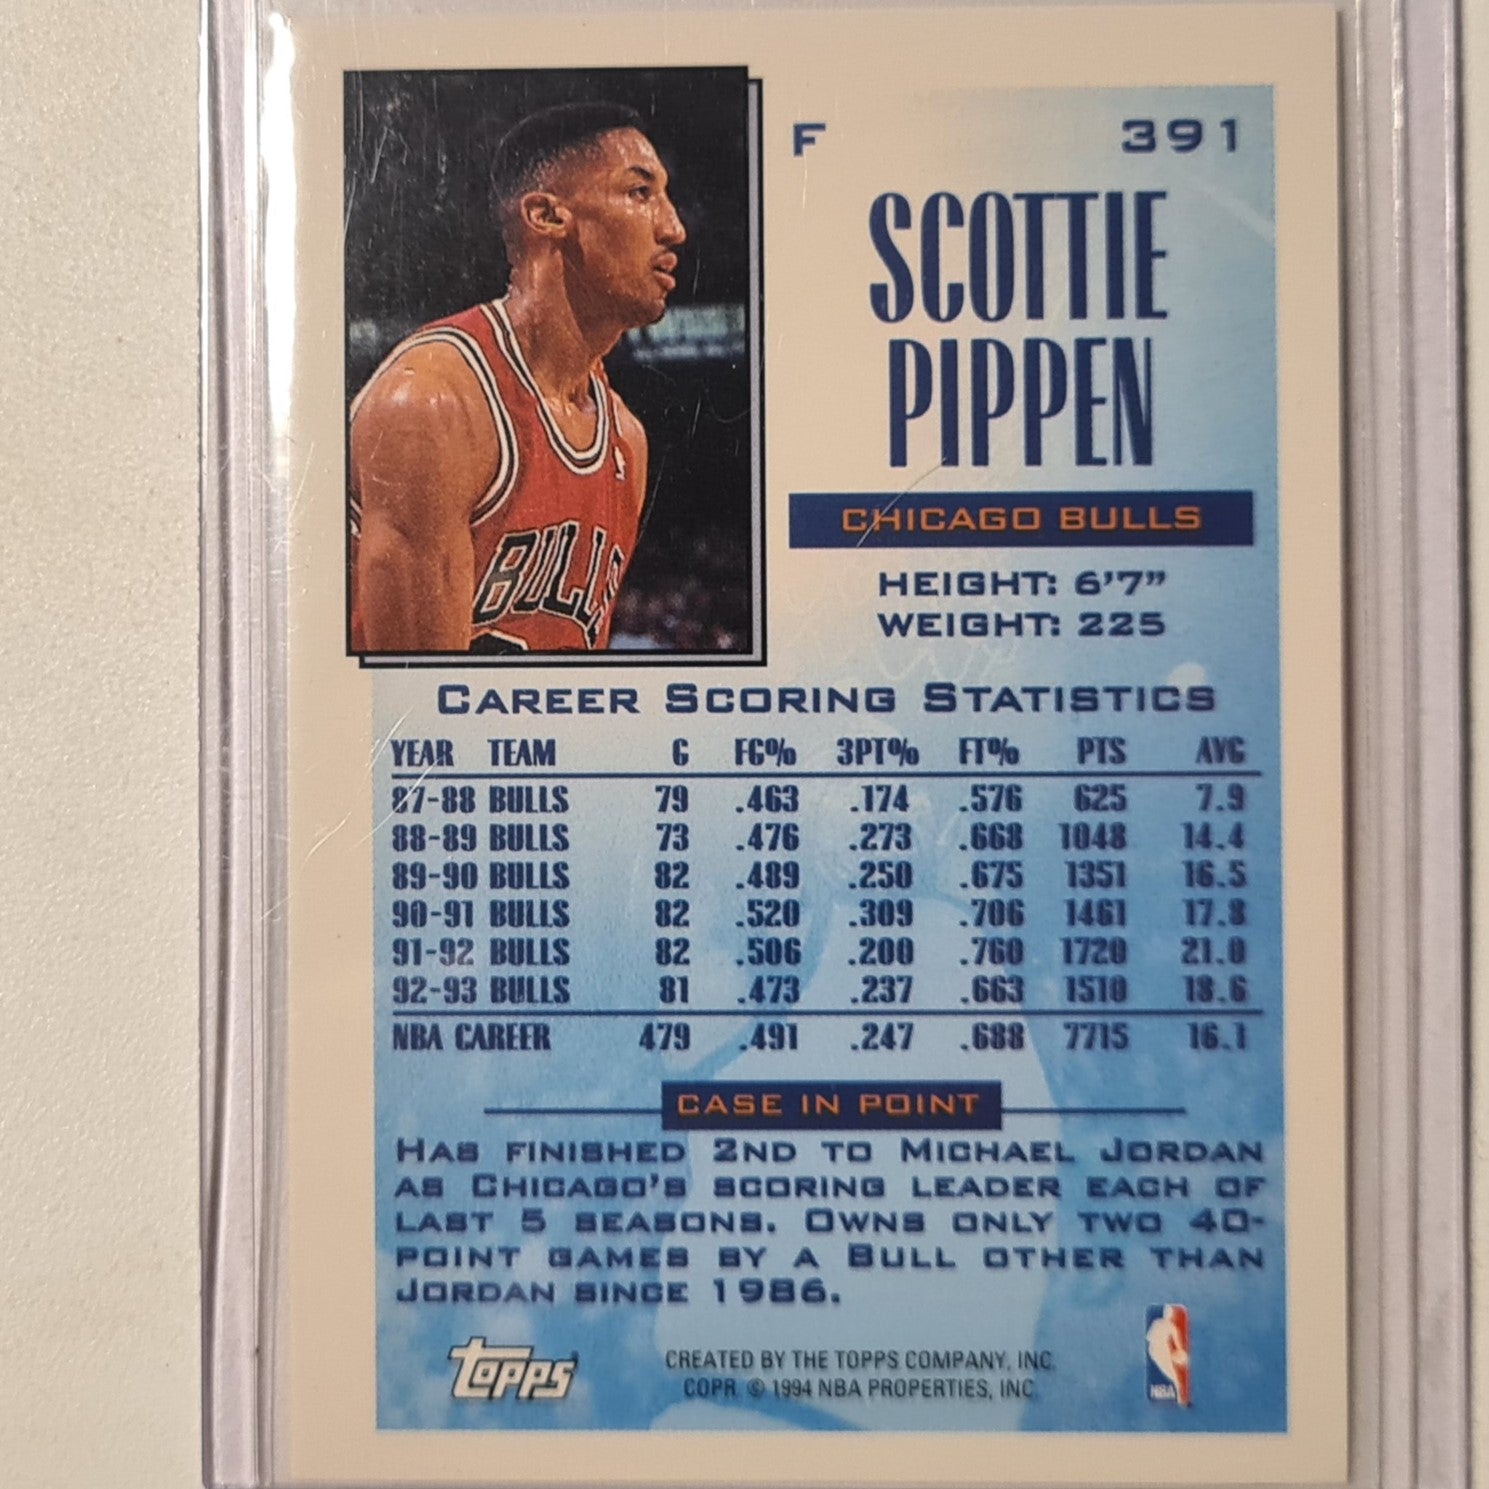 F 391
SCOTTIE
PIPPEN
CHICAGO BULLS
HEIGHT: 6'7"
WEIGHT: 225
BULLS
CAREER SCORING STATISTICS
YEAR TEAM G FG% 3PT% FT% PTS AVG
87-88 BULLS 79 .463 .174 .576 625 7.9
88-89 BULLS 73 .476 .273 .668 1048 14.4
89-90 BULLS 82 .489 .250 .675 1351 16.5
90-91 BULLS 82 .520 .309 .706 1461 17.8
91-92 BULLS 82 .506 .200 .760 1720 21.0
92-93 BULLS 81 .473 .237 .663 1510 18.6
NBA CAREER 479 .491 .247 .688 7715 16.1
CASE IN POINT
HAS FINISHED 2ND TO MICHAEL JORDAN
AS CHICAGO'S SCORING LEADER EACH OF
LAST 5 SEASONS. OWNS ONLY TWO 40-
POINT GAMES BY A BULL OTHER THAN
JORDAN SINCE 1986.
topps
CREATED BY THE TOPPS COMPANY, INC.
COPR. © 1994 NBA PROPERTIES, INC.
NBA